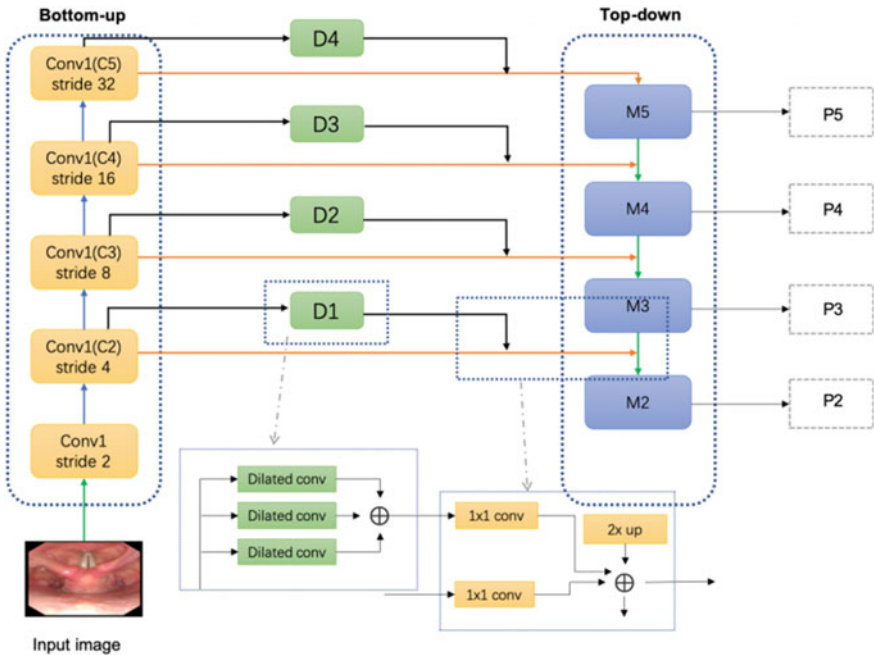 Bottom-up
Top-down
Conv1(C5)
stride 32
D4
M5
P5
Conv1(C4)
stride 16
D3
M4
P4
Conv1(C3)
stride 8
D2
M3
P3
Conv1(C2)
stride 4
D1
M2
P2
Conv1
stride 2
Dilated conv
Dilated conv
Dilated conv
1x1 conv
2x up
1x1 conv
Input image